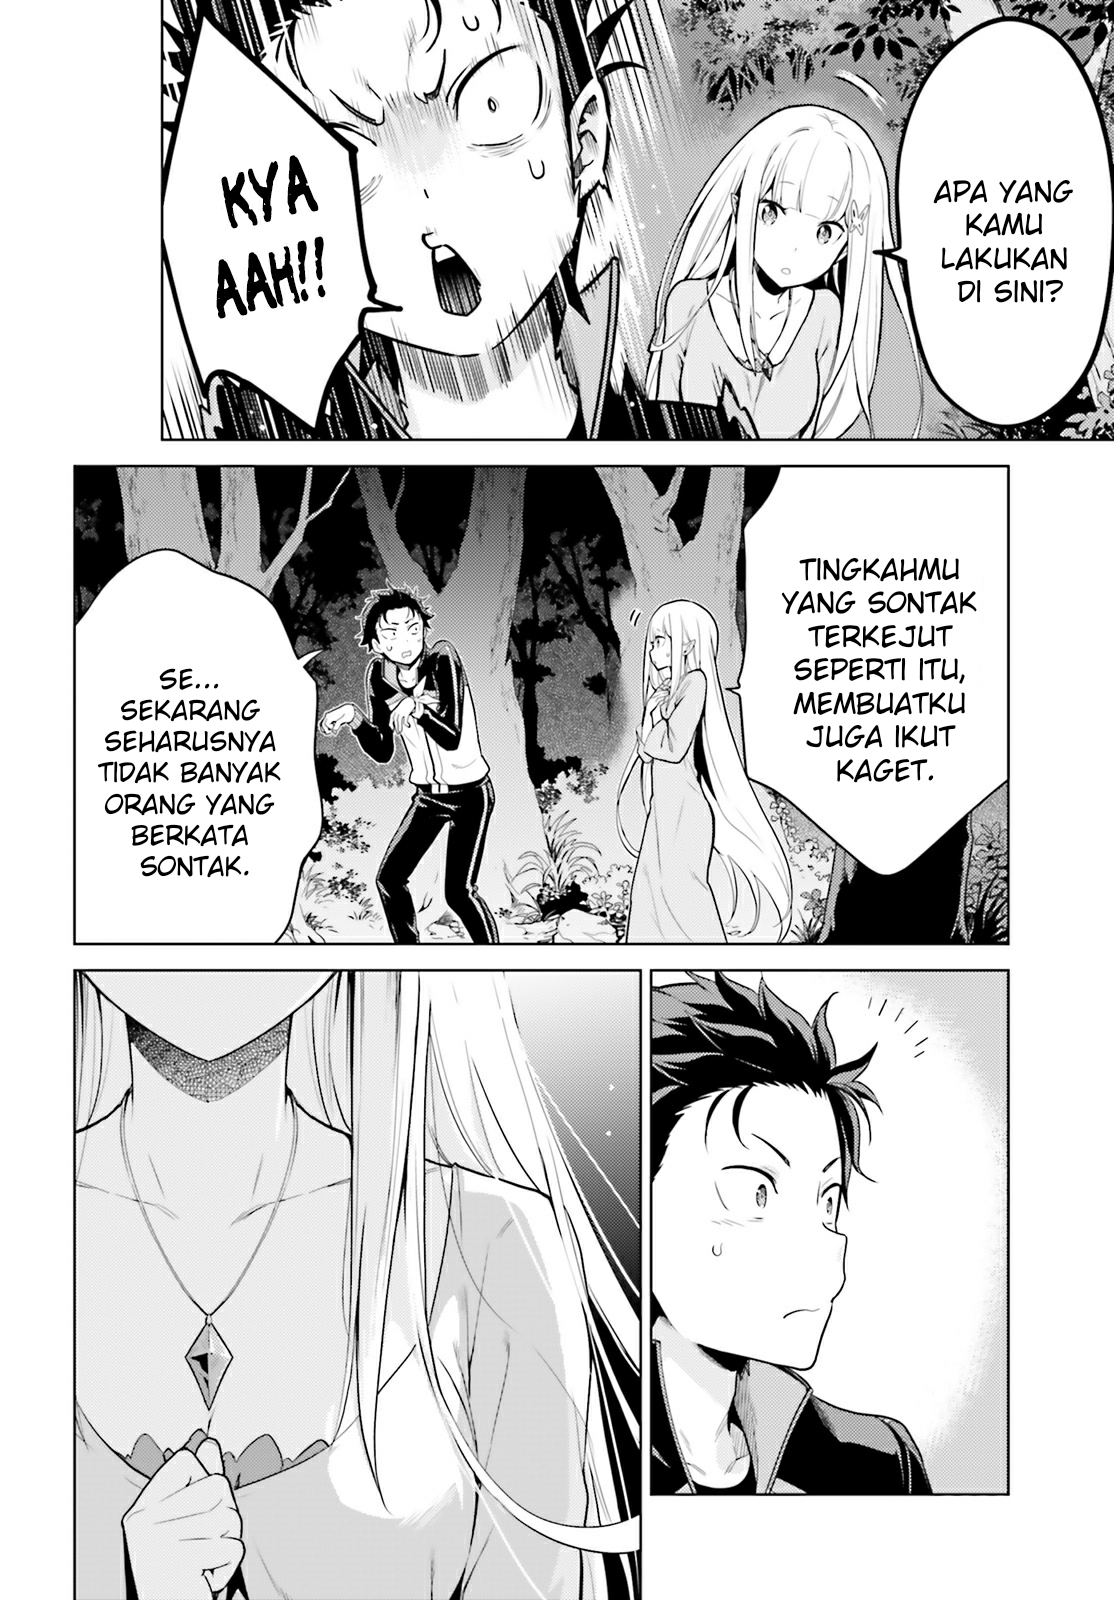 APA YANG
KAMU
LAKUKAN
DI SINI?
KYA
AAH!!
TINGKAHMU
YANG SONTAK
TERKEJUT
SEPERTI ITU,
MEMBUATKU
JUGA IKUT
KAGET.
SE...
SEKARANG
SEHARUSNYA
TIDAK BANYAK
ORANG YANG
BERKATA
SONTAK.